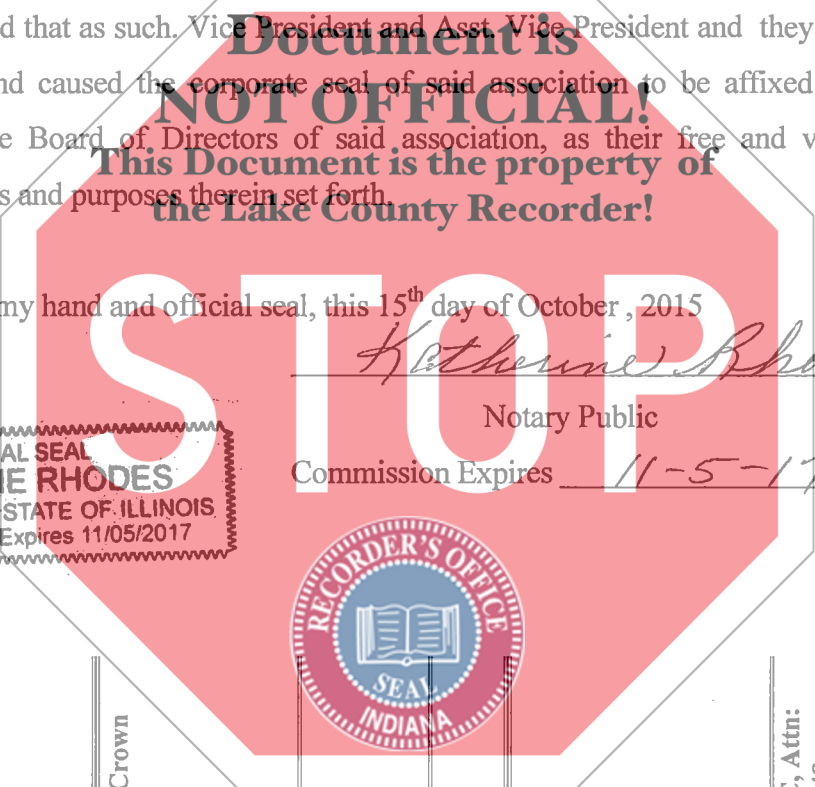 d that as such. Vice President and Asst. Vice President and they
Document is
nd caused the corporate seal of said association to be affixed
NOT OFFICIAL!
e Board of Directors of said association, as their free and v
This Document is the property of
s and purposes therein set forth.
the Lake County Recorder!
my hand and official seal, this 15th day of October , 2015
STOP
Katherine Rho
Notary Public
AL SEAL
Commission Expires 11-5-17
IE RHODES
STATE OF ILLINOIS
Expires 11/05/2017
RECORDER'S OFFICE
SEAL
INDIANA
Crown
, Attn: